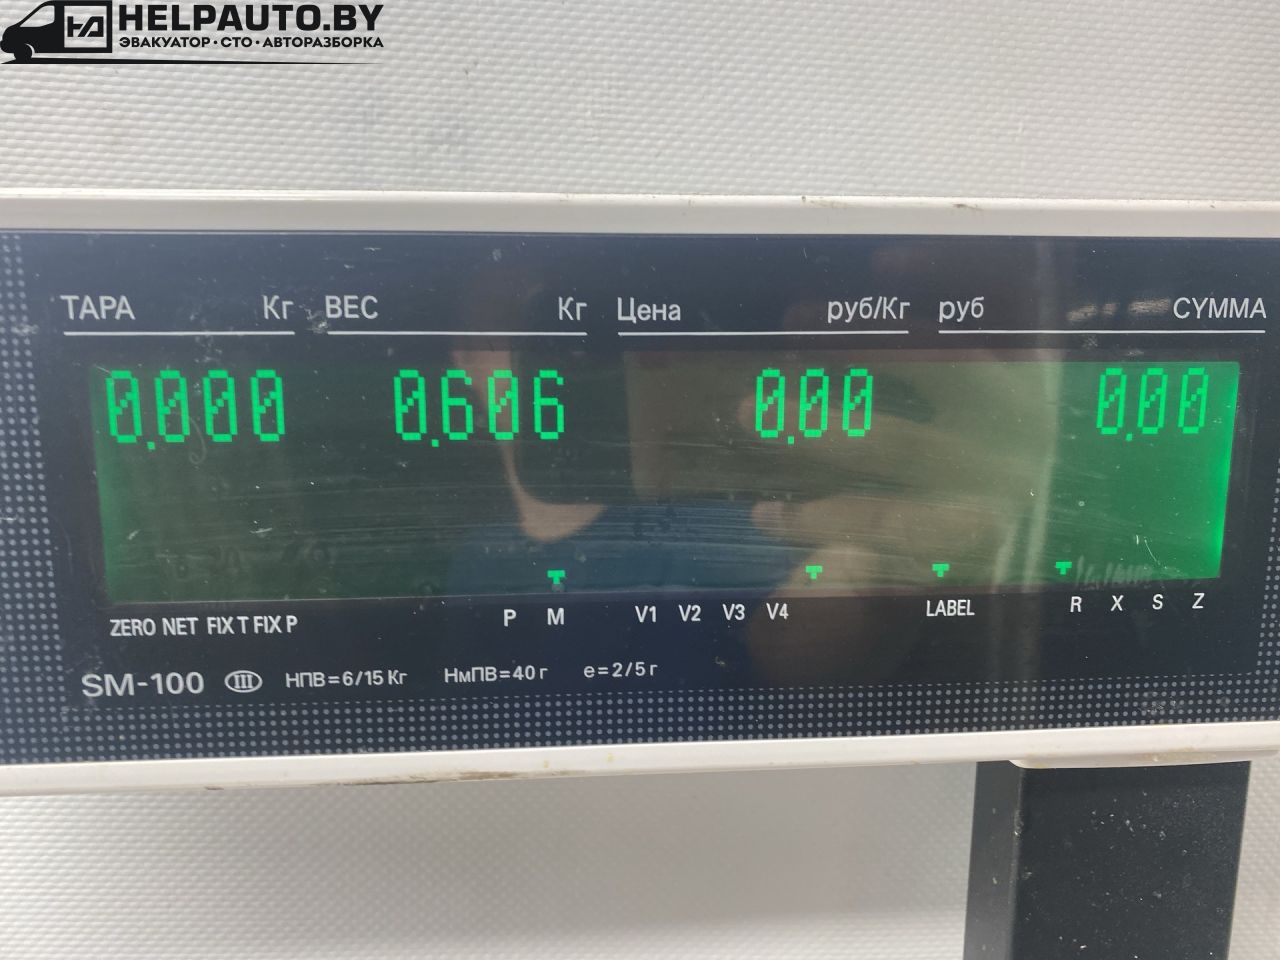 HELPAUTO.BY
ЭВАКУАТОР · СТО · АВТОРАЗБОРКА
ТАРА Кг ВЕС Кг Цена руб/Кг руб СУММА
0.000 0.606 0.00 0.00
ZERO NET FIX T FIX P P M V1 V2 V3 V4 LABEL R X S Z
SM-100 III НПВ=6/15 Кг НмПВ=40 г e=2/5 г